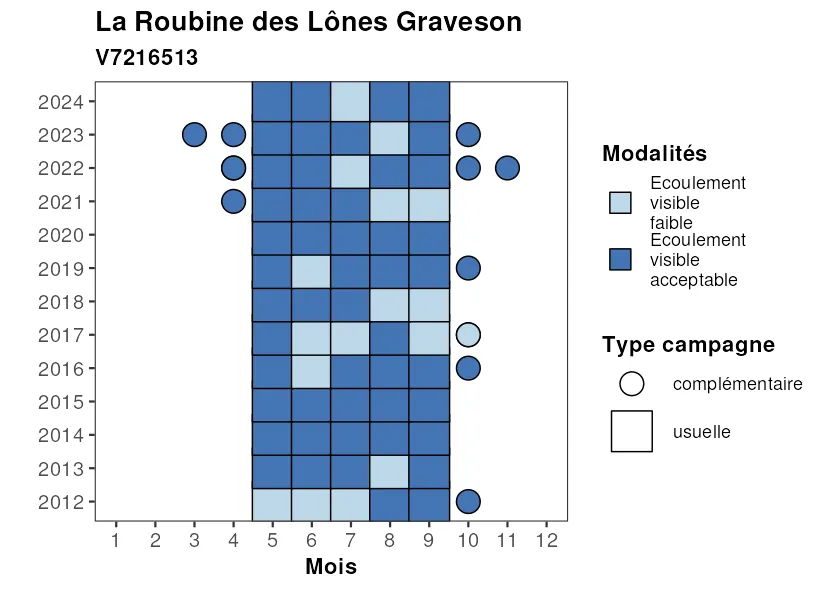 La Roubine des Lônes Graveson
V7216513
2024
2023
2022
2021
2020
2019
2018
2017
2016
2015
2014
2013
2012
1 2 3 4 5 6 7 8 9 10 11 12
Mois
Modalités
Ecoulement
visible
faible
Ecoulement
visible
acceptable
Type campagne
complémentaire
usuelle